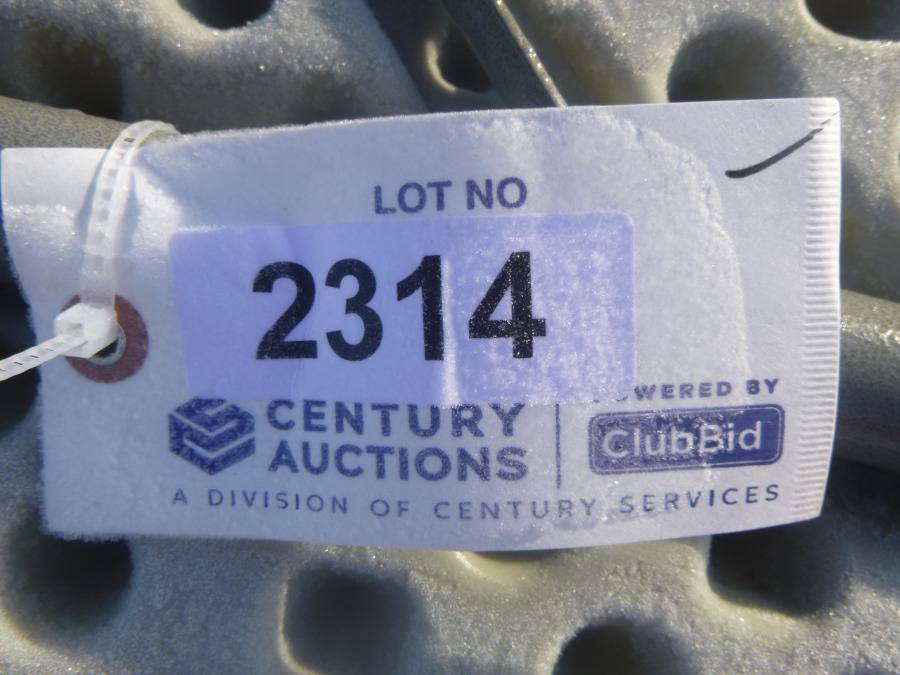 LOT NO
2314
CENTURY
AUCTIONS
POWERED BY
ClubBid
A DIVISION OF CENTURY SERVICES